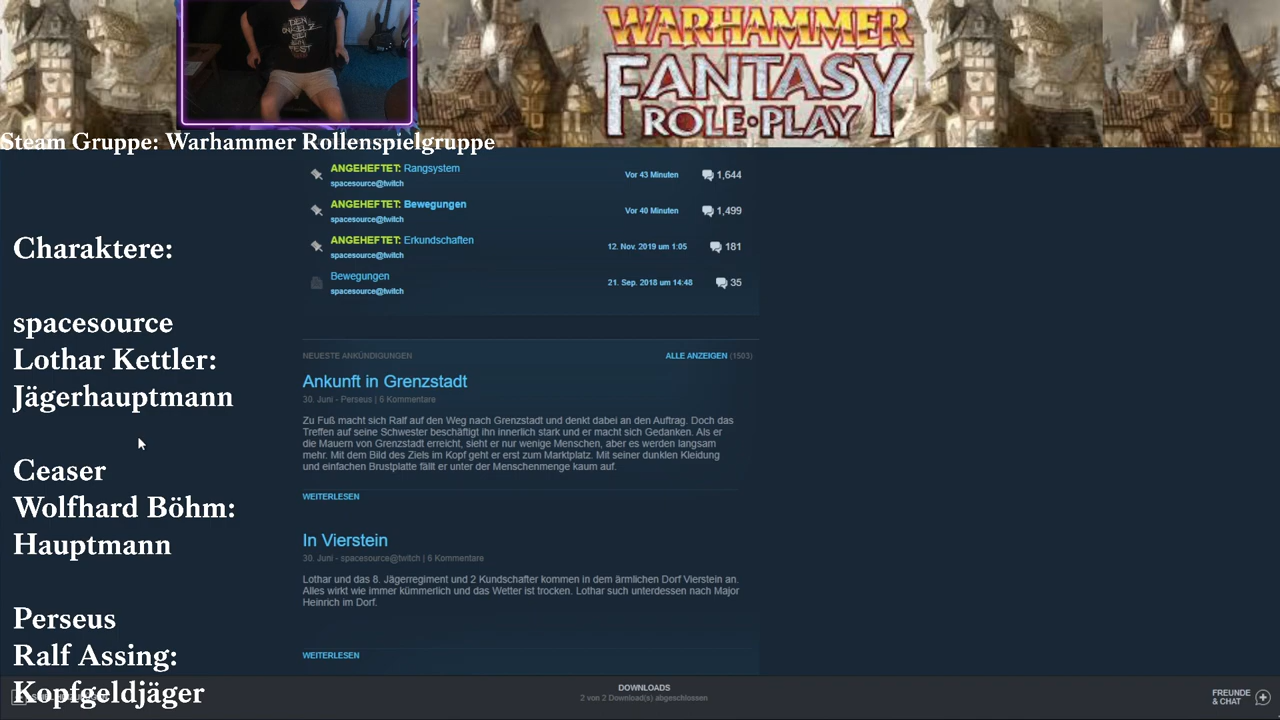 WARHAMMER
FANTASY
ROLE•PLAY
Steam Gruppe: Warhammer Rollenspielgruppe
ANGEHEFTET: Rangsystem
spacesource@twitch
Vor 43 Minuten
1,644
ANGEHEFTET: Bewegungen
spacesource@twitch
Vor 40 Minuten
1,499
ANGEHEFTET: Erkundschaften
spacesource@twitch
12. Nov. 2019 um 1:05
181
Bewegungen
spacesource@twitch
21. Sep. 2018 um 14:48
35
Charaktere:
spacesource
Lothar Kettler:
Jägerhauptmann
Ceaser
Wolfhard Böhm:
Hauptmann
Perseus
Ralf Assing:
Kopfgeldjäger
NEUESTE ANKÜNDIGUNGEN
ALLE ANZEIGEN (1503)
Ankunft in Grenzstadt
30. Juni - Perseus | 6 Kommentare
Zu Fuß macht sich Ralf auf den Weg nach Grenzstadt und denkt dabei an den Auftrag. Doch das
Treffen auf seine Schwester beschäftigt ihn innerlich stark und er macht sich Gedanken. Als er
die Mauern von Grenzstadt erreicht, sieht er nur wenige Menschen, aber es werden langsam
mehr. Mit dem Bild des Ziels im Kopf geht er erst zum Marktplatz. Mit seiner dunklen Kleidung
und einfachen Brustplatte fällt er unter der Menschenmenge kaum auf.
WEITERLESEN
In Vierstein
30. Juni - spacesource@twitch | 6 Kommentare
Lothar und das 8. Jägerregiment und 2 Kundschafter kommen in dem ärmlichen Dorf Vierstein an.
Alles wirkt wie immer kümmerlich und das Wetter ist trocken. Lothar such unterdessen nach Major
Heinrich im Dorf.
WEITERLESEN
DOWNLOADS
2 von 2 Download(s) abgeschlossen
FREUNDE
& CHAT